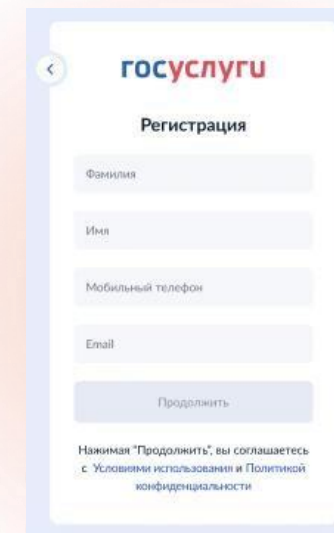 госуслуги
Регистрация
Фамилия
Имя
Мобильный телефон
Email
Продолжить
Нажимая "Продолжить", вы соглашаетесь
с Условиями использования и Политикой
конфиденциальности